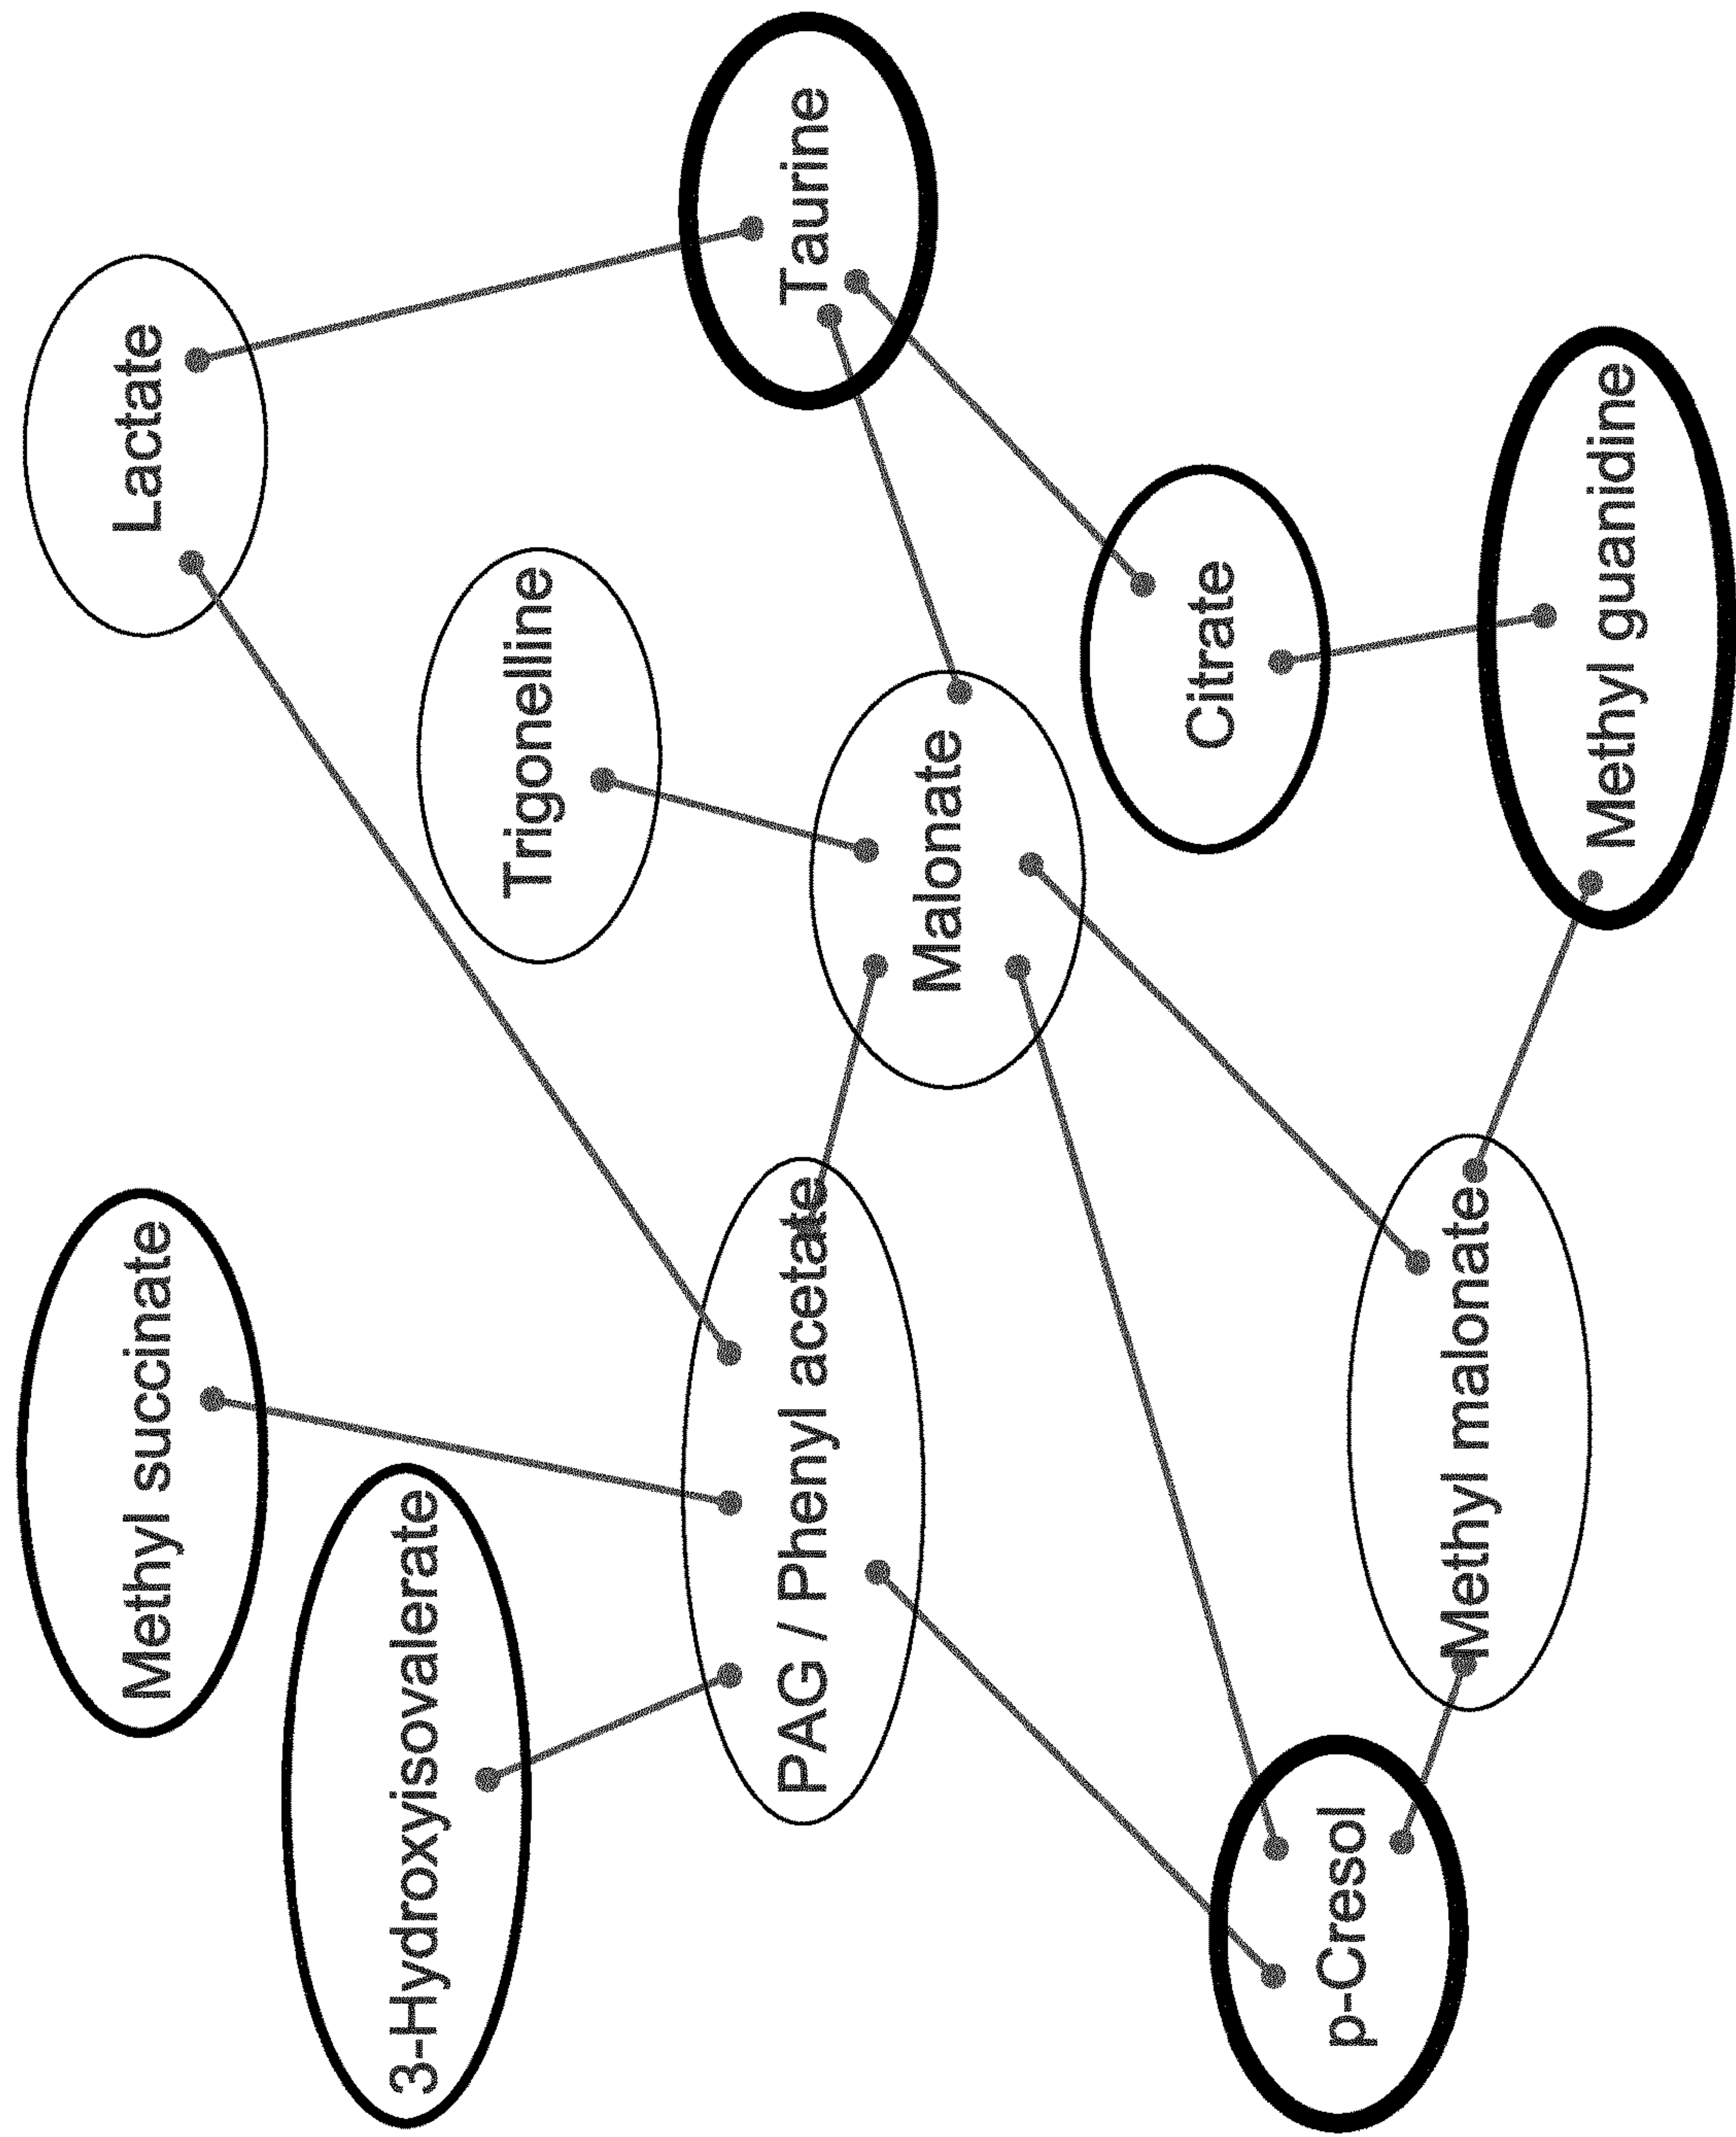 Methyl succinate
Lactate
3-Hydroxyisovalerate
Trigonelline
PAG / Phenyl acetate
Taurine
Malonate
Citrate
p-Cresol
Methyl malonate
Methyl guanidine